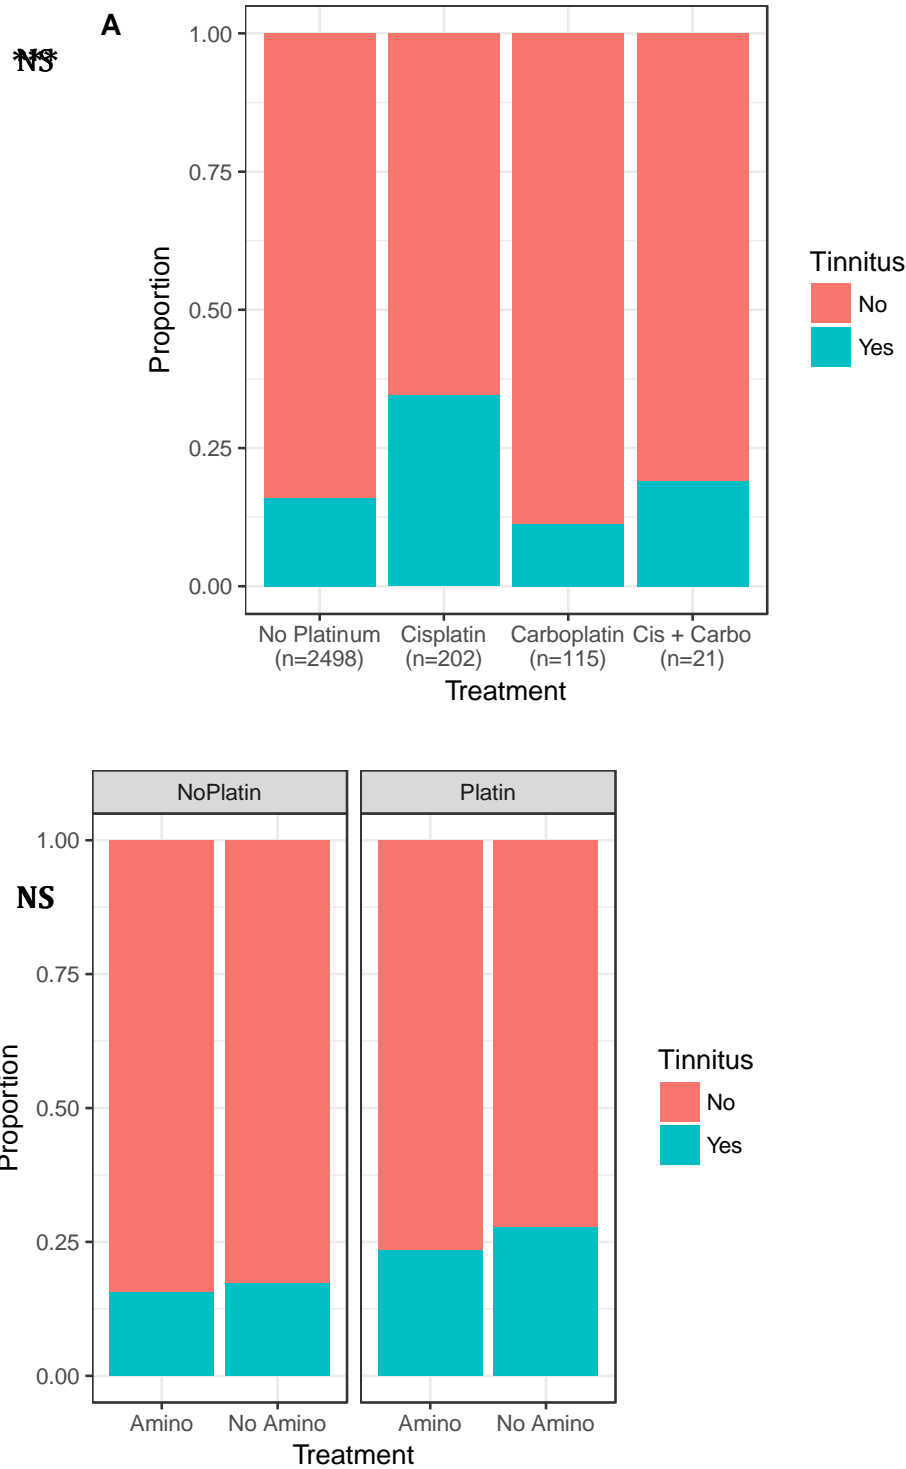 A
NS
***
1.00
0.75
0.50
0.25
0.00
Proportion
No Platinum Cisplatin Carboplatin Cis + Carbo
(n=2498) (n=202) (n=115) (n=21)
Treatment
Tinnitus
No
Yes
NoPlatin Platin
1.00
NS
0.75
0.50
0.25
0.00
Proportion
Amino No Amino Amino No Amino
Treatment
Tinnitus
No
Yes